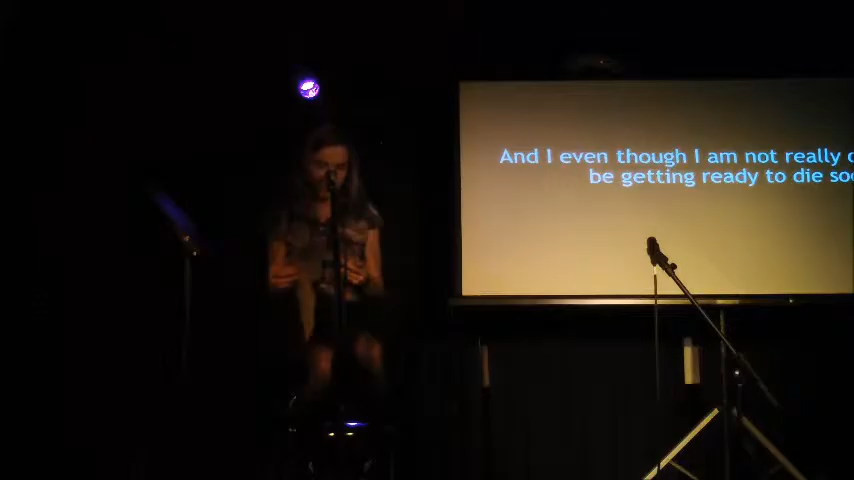 And I even though I am not really
be getting ready to die